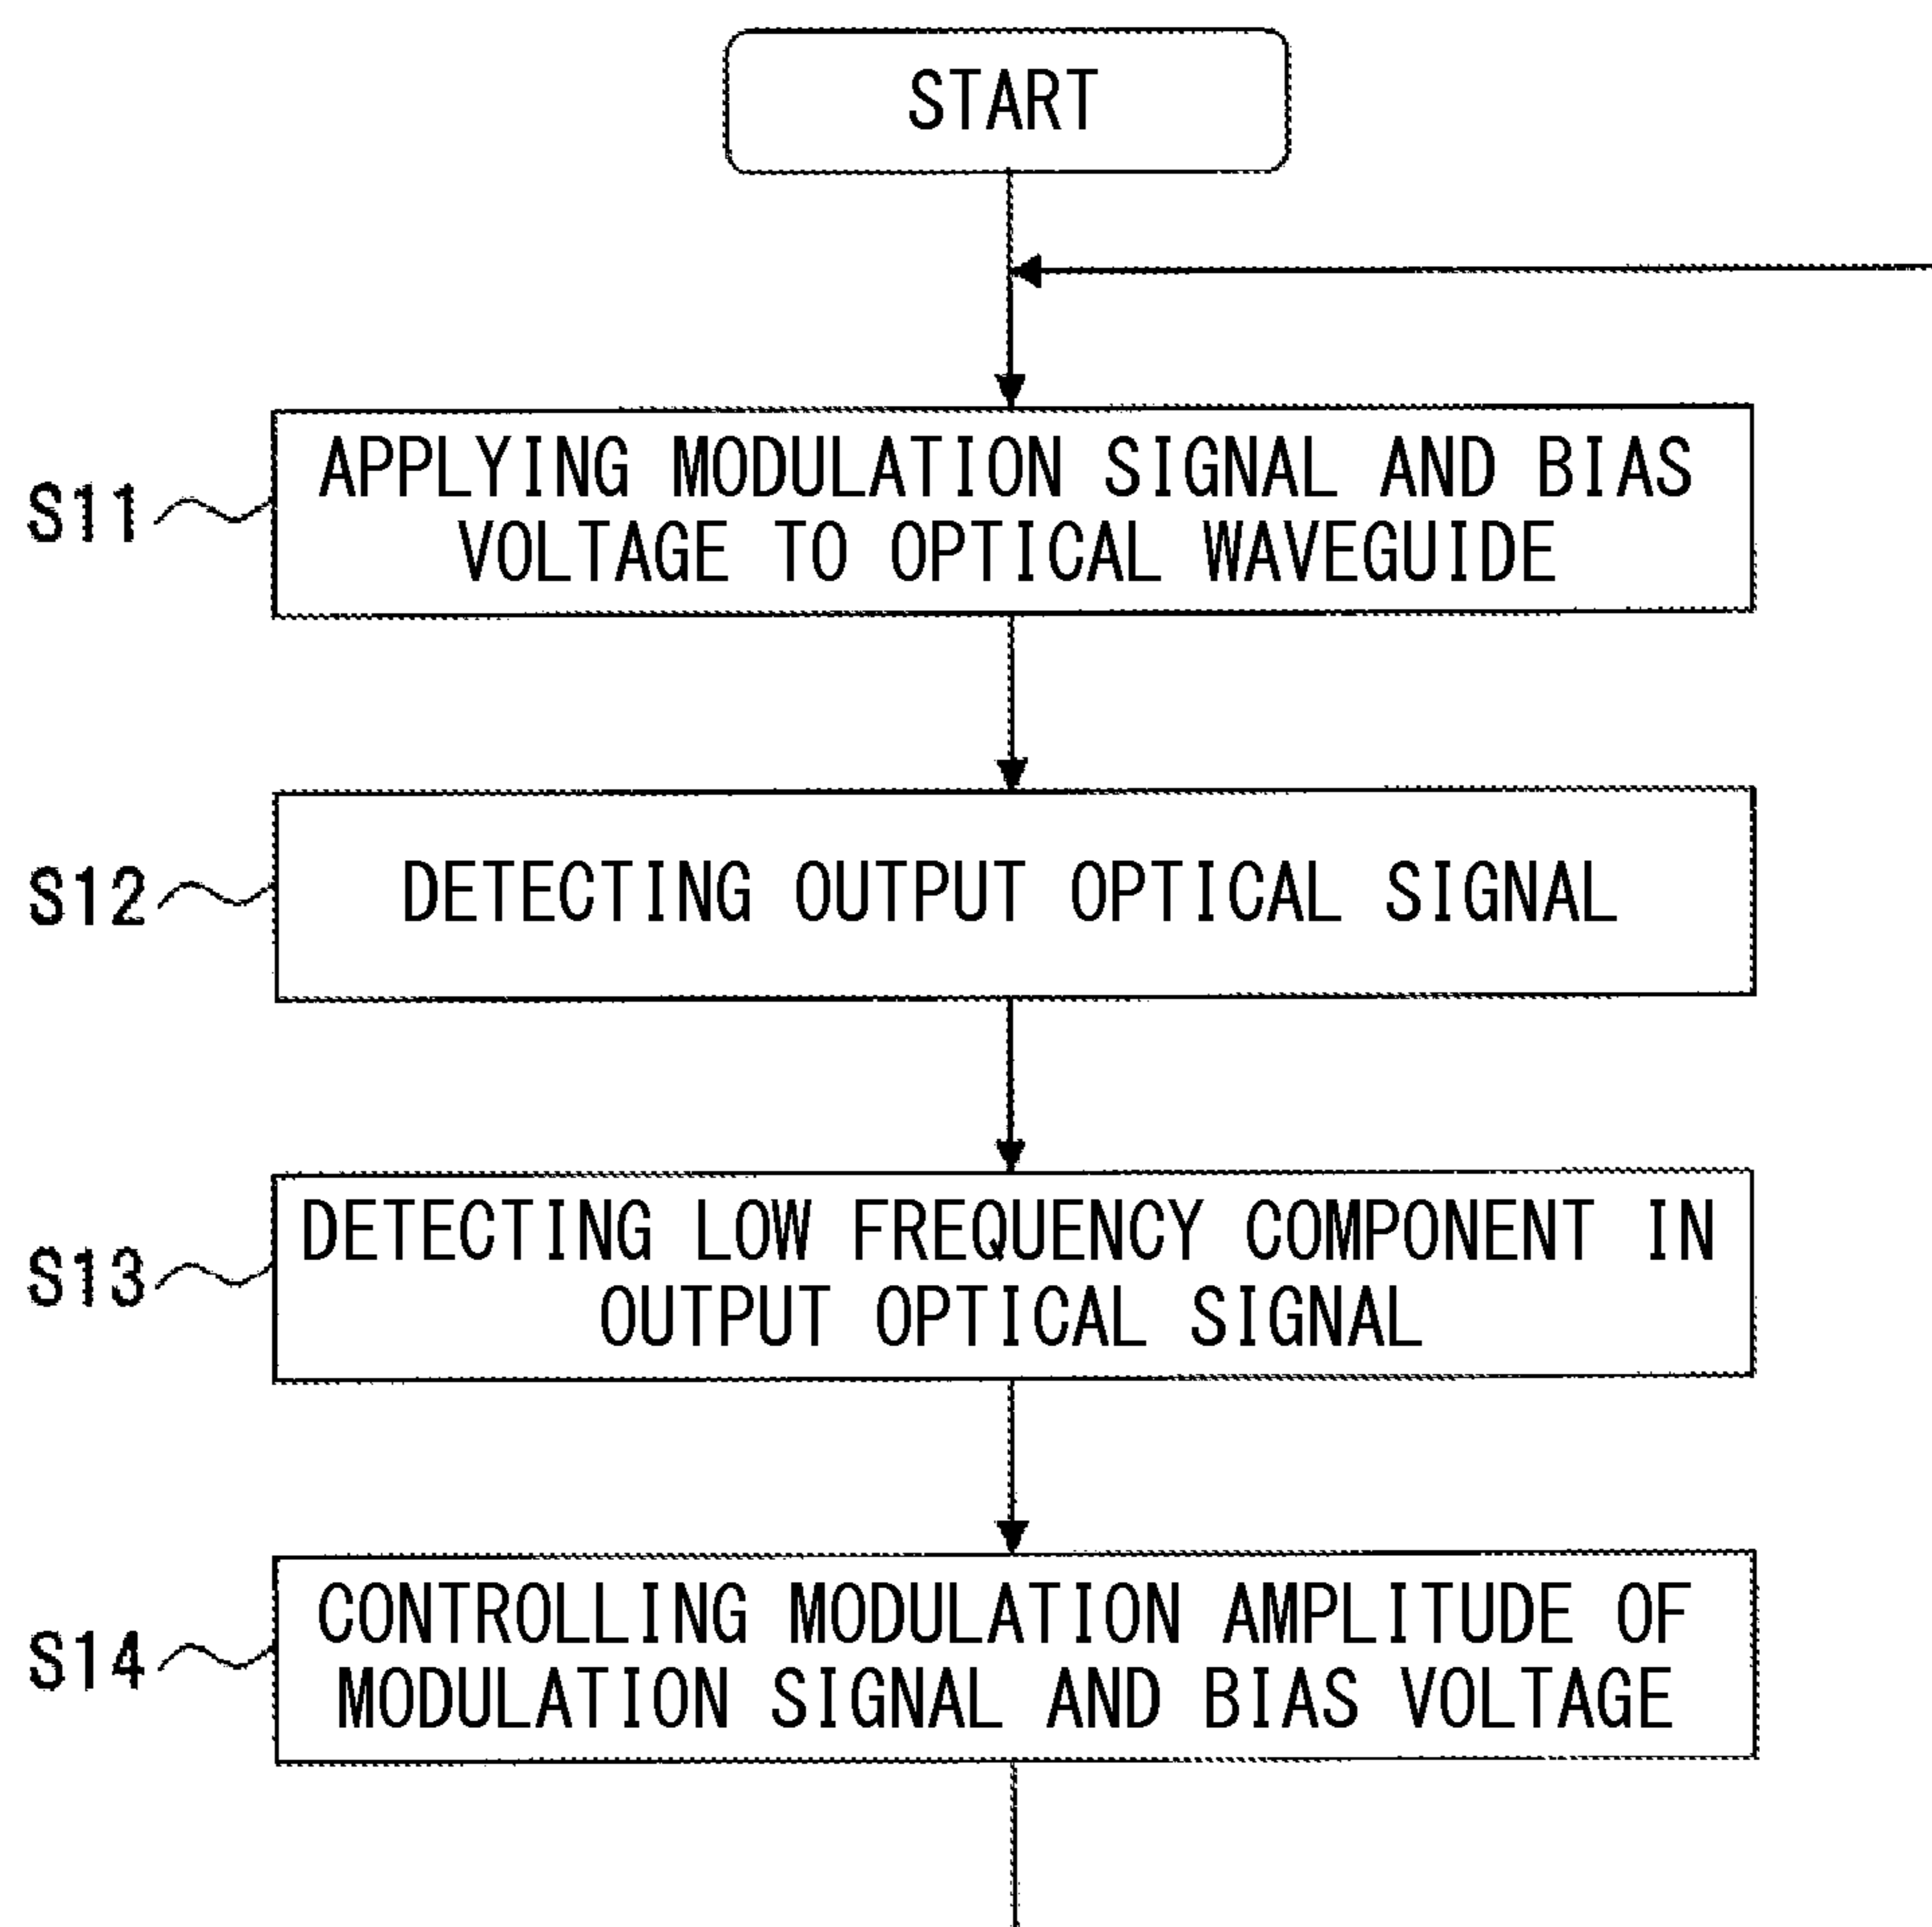 START
S11
APPLYING MODULATION SIGNAL AND BIAS
VOLTAGE TO OPTICAL WAVEGUIDE
S12
DETECTING OUTPUT OPTICAL SIGNAL
S13
DETECTING LOW FREQUENCY COMPONENT IN
OUTPUT OPTICAL SIGNAL
S14
CONTROLLING MODULATION AMPLITUDE OF
MODULATION SIGNAL AND BIAS VOLTAGE